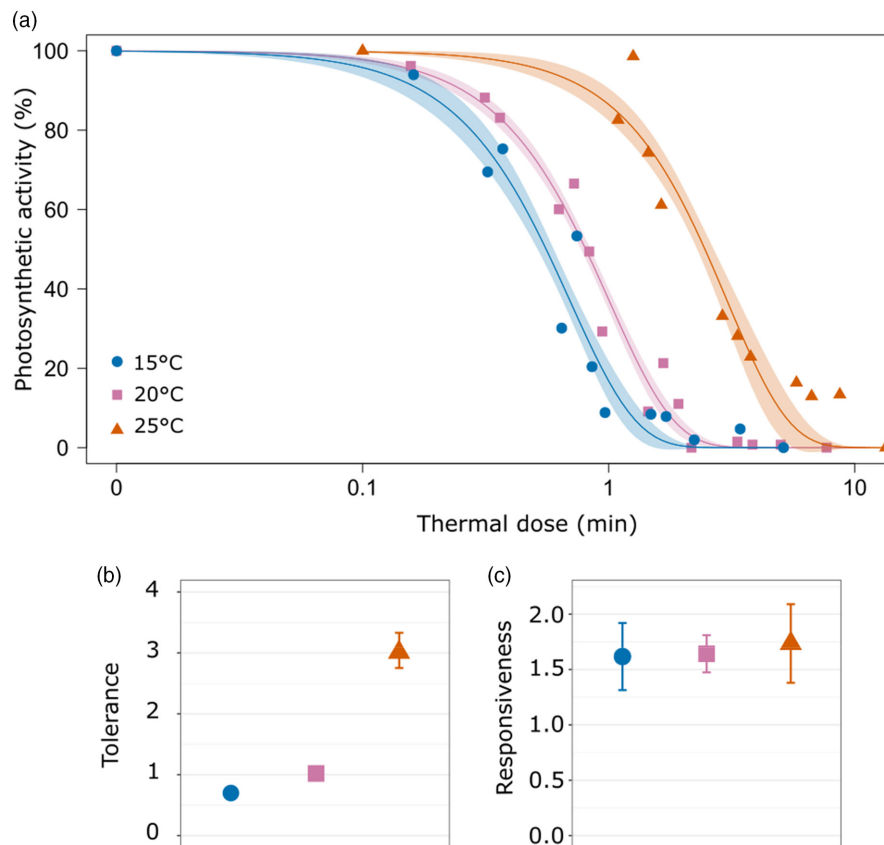 (a)
100
80
60
40
20
0
Photosynthetic activity (%)
15°C
20°C
25°C
0
0.1
1
10
Thermal dose (min)
(b)
4
3
2
1
0
Tolerance
(c)
2.0
1.5
1.0
0.5
0.0
Responsiveness